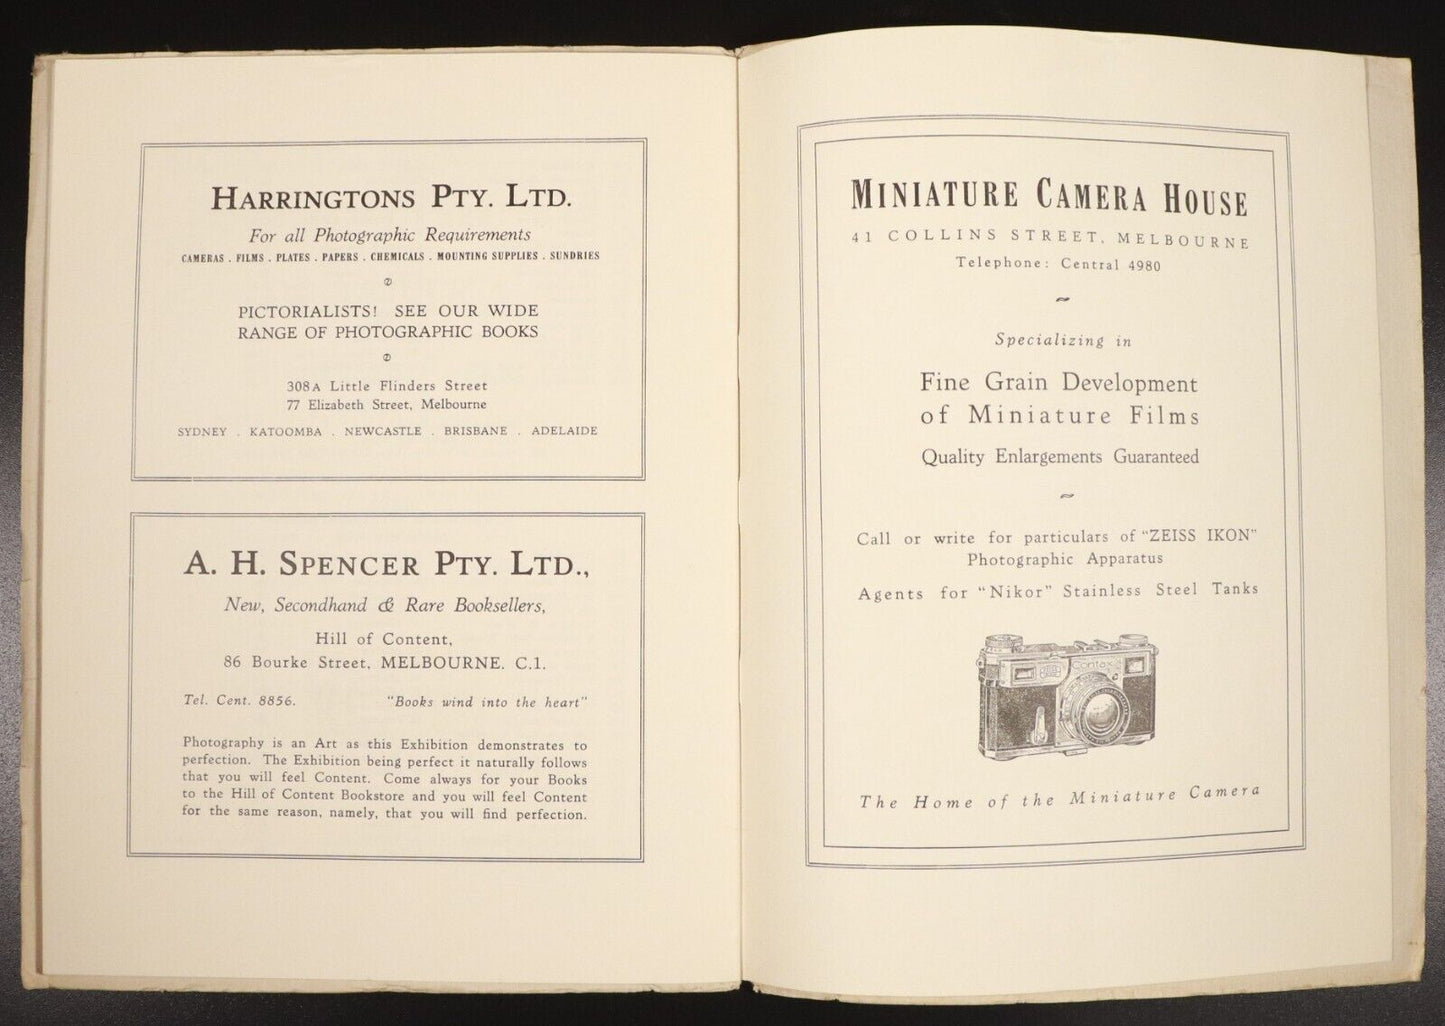 HARRINGTONS PTY. LTD.
For all Photographic Requirements
CAMERAS . FILMS . PLATES . PAPERS . CHEMICALS . MOUNTING SUPPLIES . SUNDRIES
PICTORIALISTS! SEE OUR WIDE
RANGE OF PHOTOGRAPHIC BOOKS
308A Little Flinders Street
77 Elizabeth Street, Melbourne
SYDNEY . KATOOMBA . NEWCASTLE . BRISBANE . ADELAIDE
A. H. SPENCER PTY. LTD.,
New, Secondhand & Rare Booksellers,
Hill of Content,
86 Bourke Street, MELBOURNE. C.1.
Tel. Cent. 8856. "Books wind into the heart"
Photography is an Art as this Exhibition demonstrates to
perfection. The Exhibition being perfect it naturally follows
that you will feel Content. Come always for your Books
to the Hill of Content Bookstore and you will feel Content
for the same reason, namely, that you will find perfection.
MINIATURE CAMERA HOUSE
41 COLLINS STREET, MELBOURNE
Telephone: Central 4980
Specializing in
Fine Grain Development
of Miniature Films
Quality Enlargements Guaranteed
Call or write for particulars of "ZEISS IKON"
Photographic Apparatus
Agents for "Nikor" Stainless Steel Tanks
Contax
The Home of the Miniature Camera